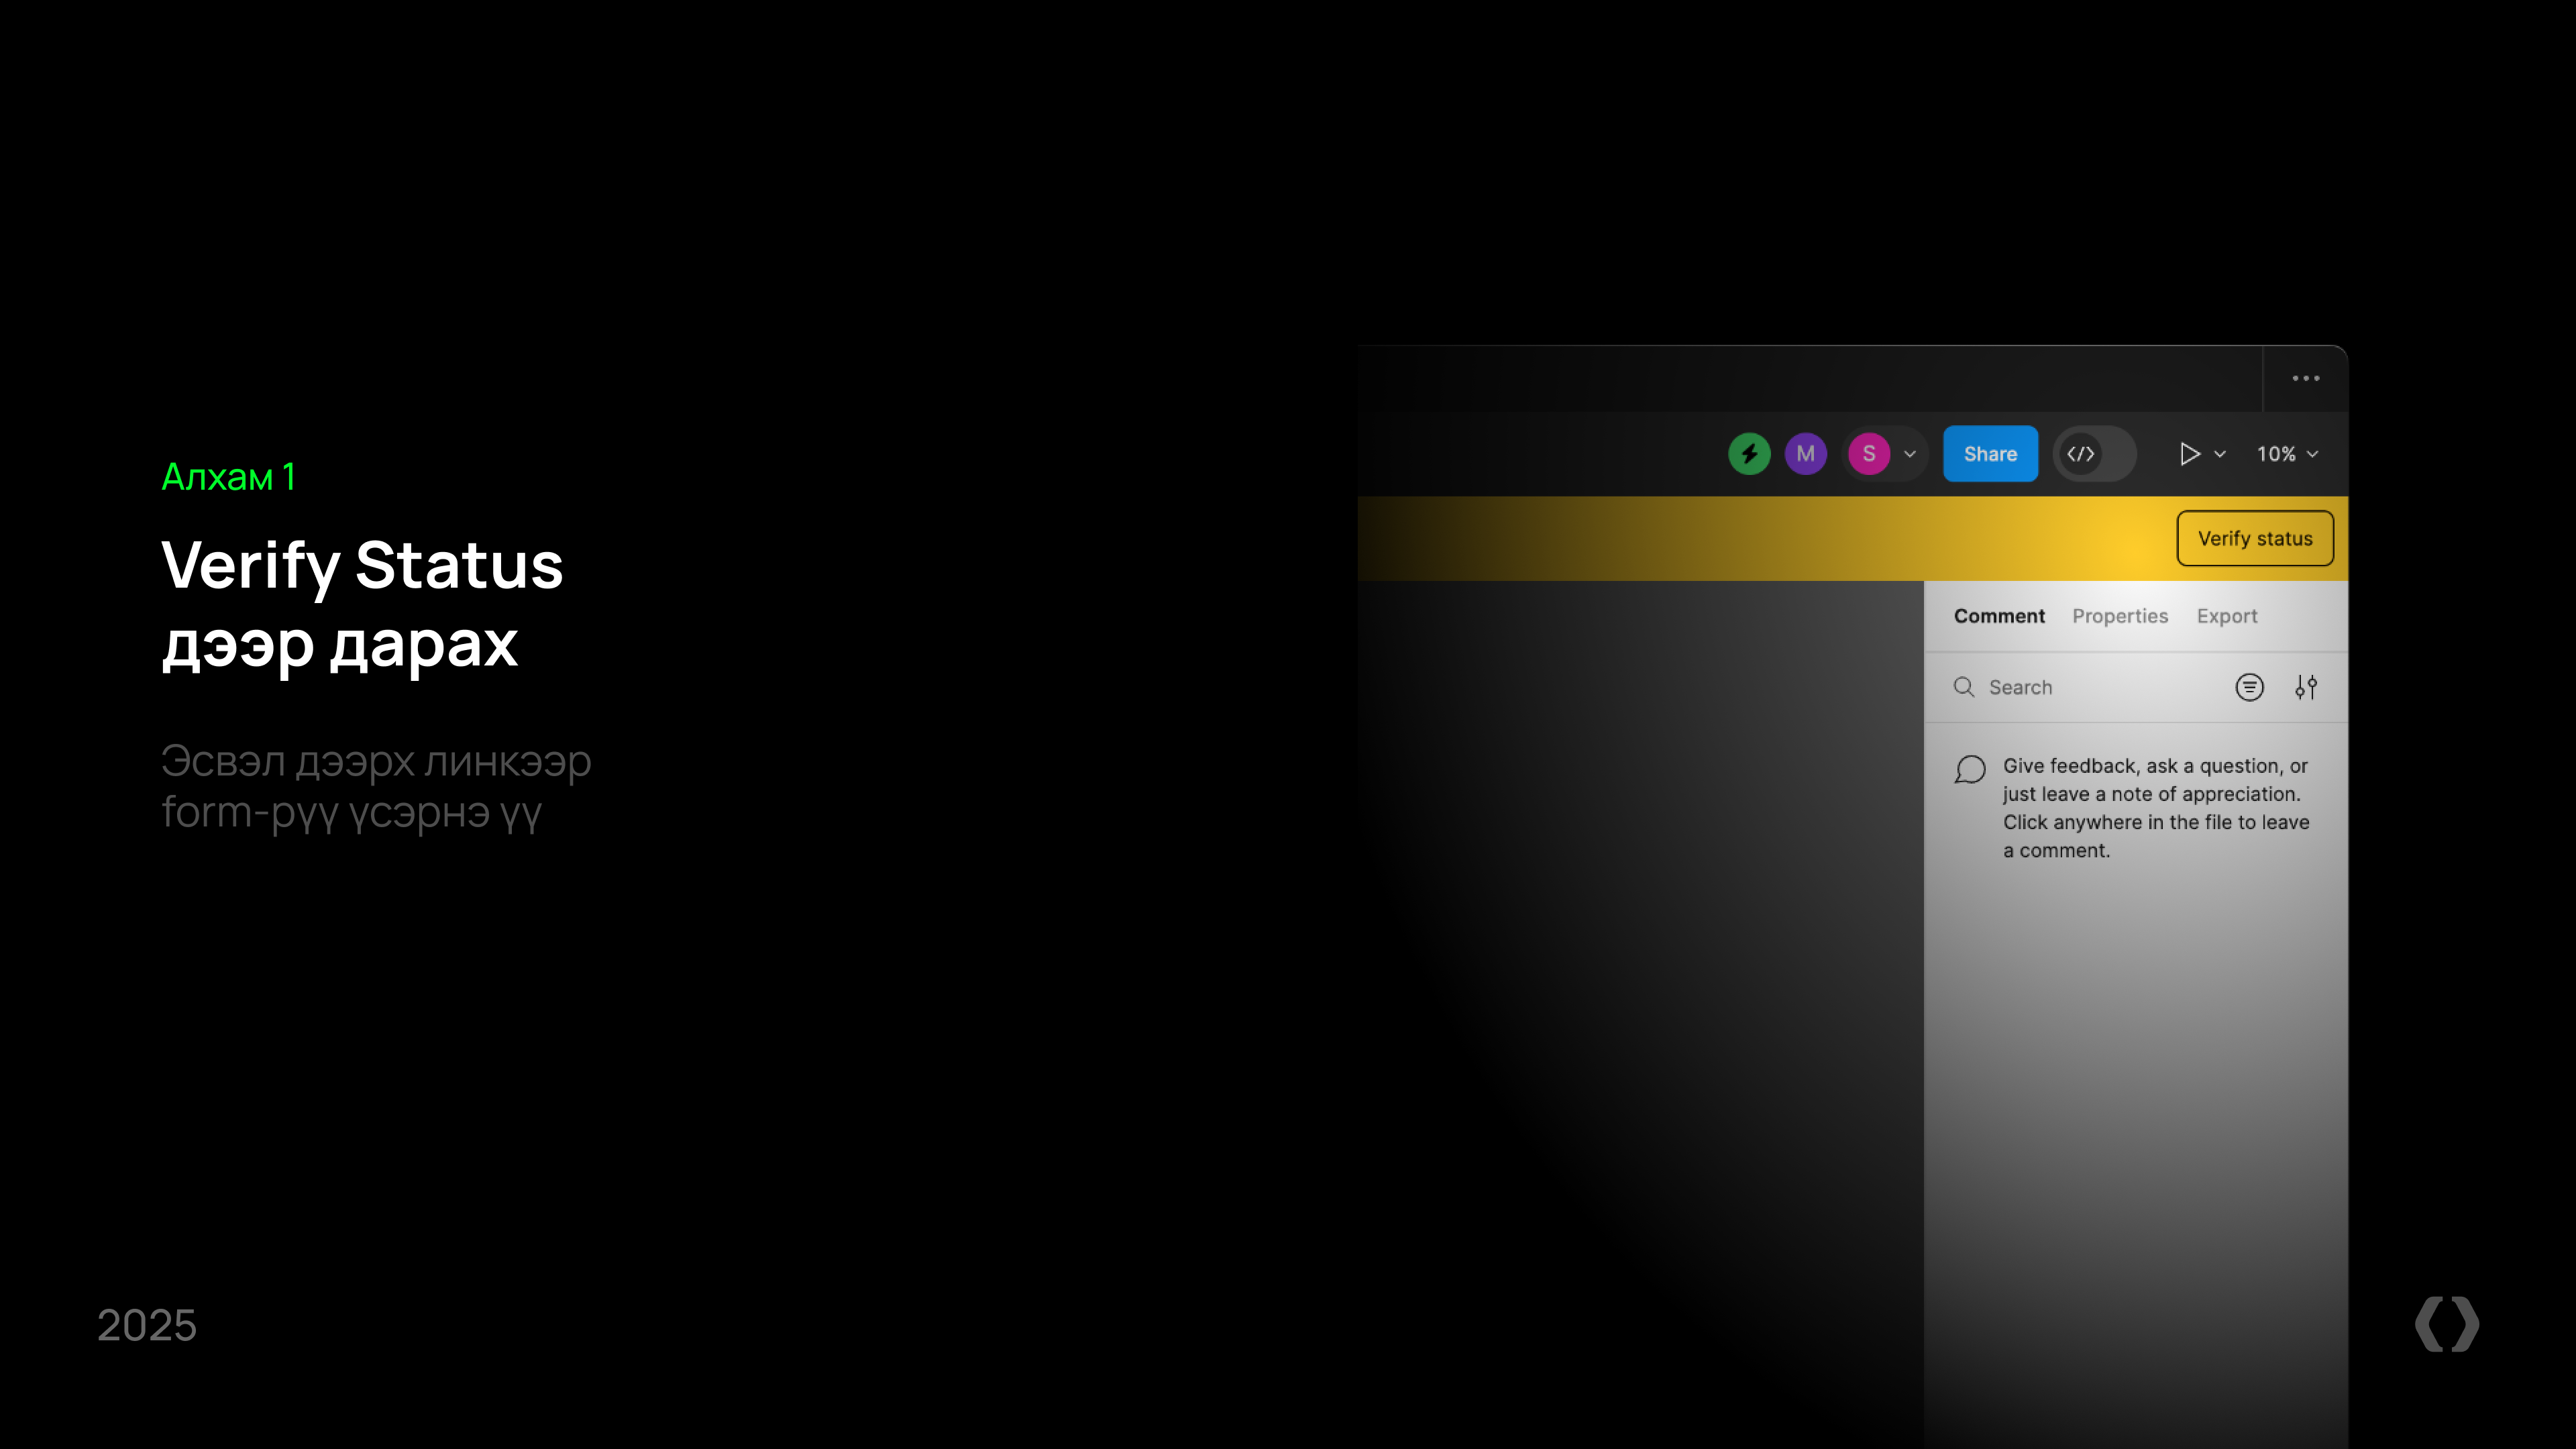 Алхам 1
Verify Status
дээр дарах
Эсвэл дээрх линкээр
form-рүү үсэрнэ үү
2025
M
S
Share
10%
Verify status
Comment Properties Export
Search
Give feedback, ask a question, or
just leave a note of appreciation.
Click anywhere in the file to leave
a comment.